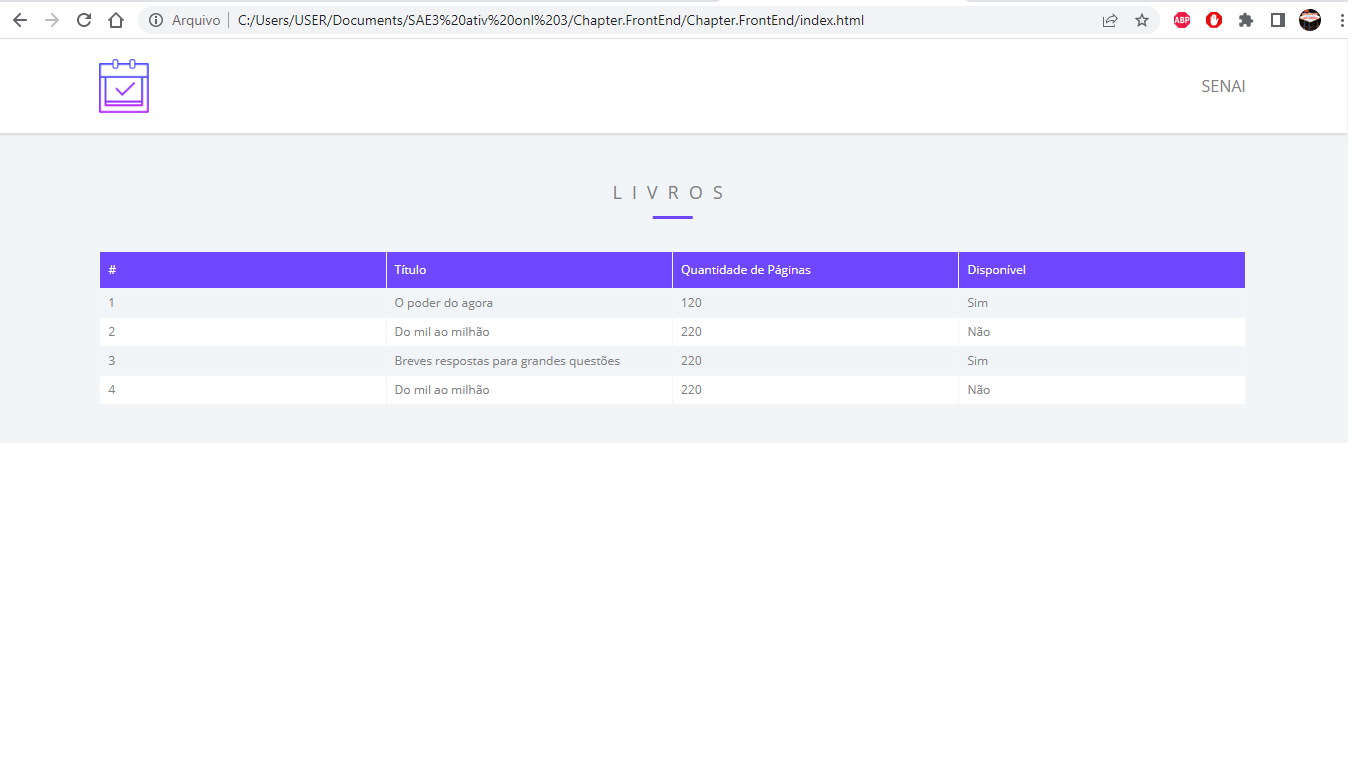 Arquivo C:/Users/USER/Documents/SAE3%20ativ%20onl%203/Chapter.FrontEnd/Chapter.FrontEnd/index.html ABP
SENAI
LIVROS
# Título Quantidade de Páginas Disponível
1 O poder do agora 120 Sim
2 Do mil ao milhão 220 Não
3 Breves respostas para grandes questões 220 Sim
4 Do mil ao milhão 220 Não